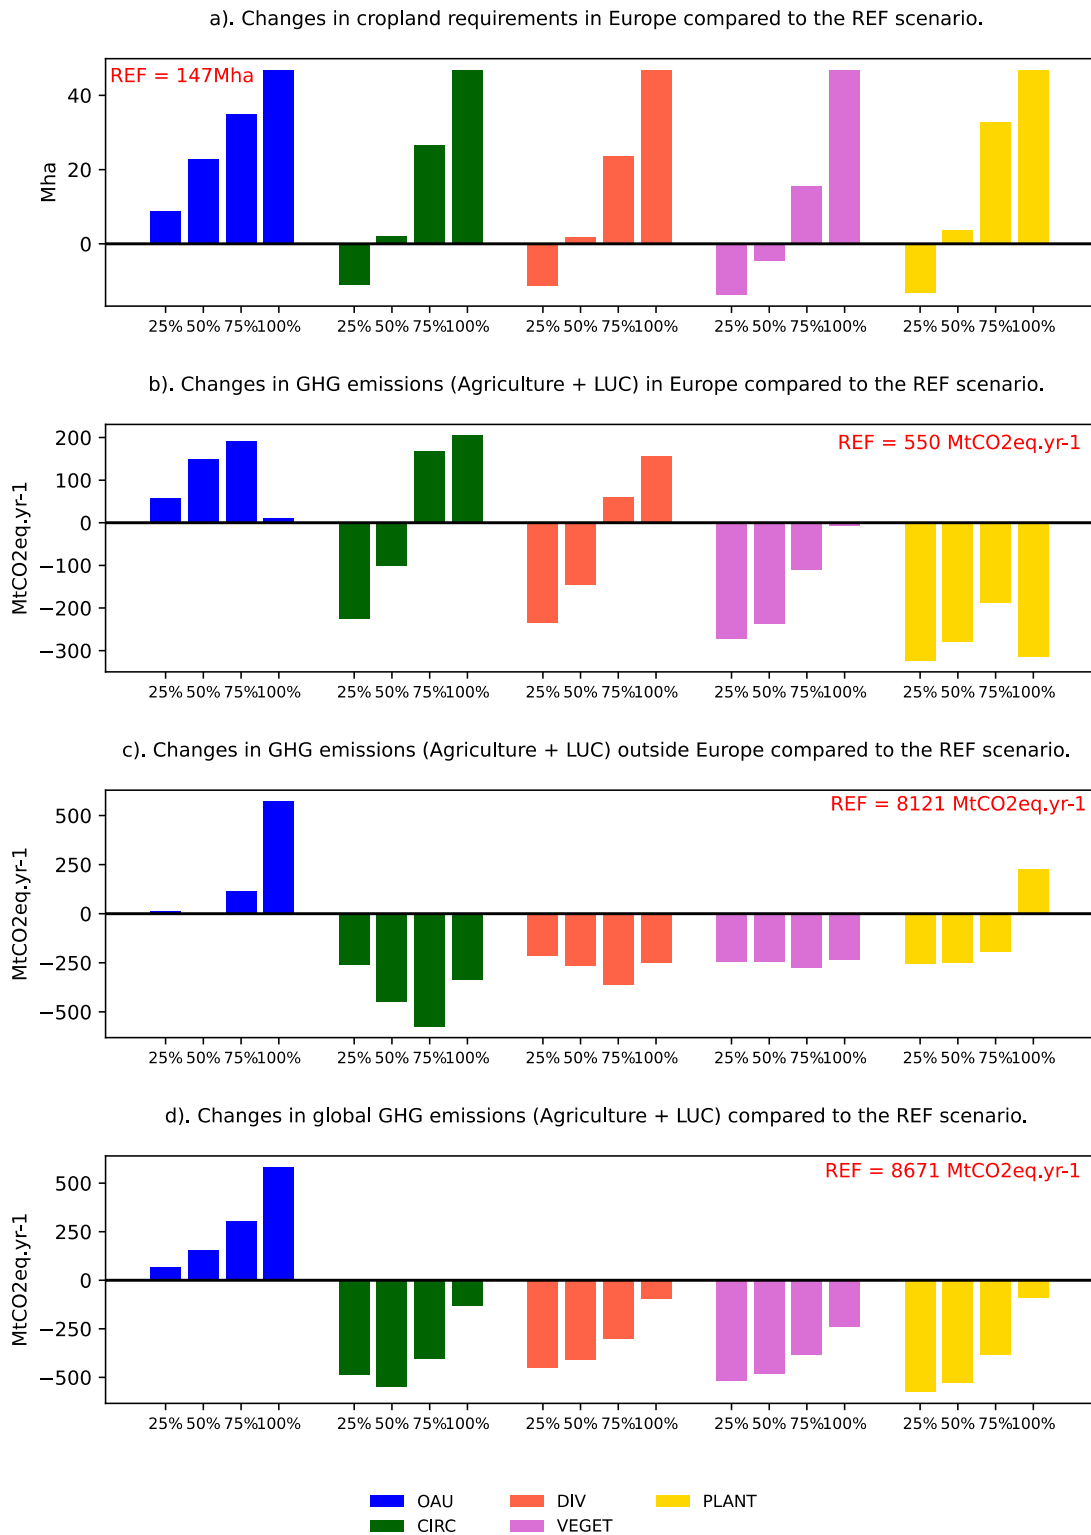 a). Changes in cropland requirements in Europe compared to the REF scenario.
REF = 147Mha
40
20
0
Mha
25% 50% 75% 100% 25% 50% 75% 100% 25% 50% 75% 100% 25% 50% 75% 100% 25% 50% 75% 100%
b). Changes in GHG emissions (Agriculture + LUC) in Europe compared to the REF scenario.
REF = 550 MtCO2eq.yr-1
200
100
0
−100
−200
−300
MtCO2eq.yr-1
25% 50% 75% 100% 25% 50% 75% 100% 25% 50% 75% 100% 25% 50% 75% 100% 25% 50% 75% 100%
c). Changes in GHG emissions (Agriculture + LUC) outside Europe compared to the REF scenario.
REF = 8121 MtCO2eq.yr-1
500
250
0
−250
−500
MtCO2eq.yr-1
25% 50% 75% 100% 25% 50% 75% 100% 25% 50% 75% 100% 25% 50% 75% 100% 25% 50% 75% 100%
d). Changes in global GHG emissions (Agriculture + LUC) compared to the REF scenario.
REF = 8671 MtCO2eq.yr-1
500
250
0
−250
−500
MtCO2eq.yr-1
25% 50% 75% 100% 25% 50% 75% 100% 25% 50% 75% 100% 25% 50% 75% 100% 25% 50% 75% 100%
OAU DIV PLANT
CIRC VEGET